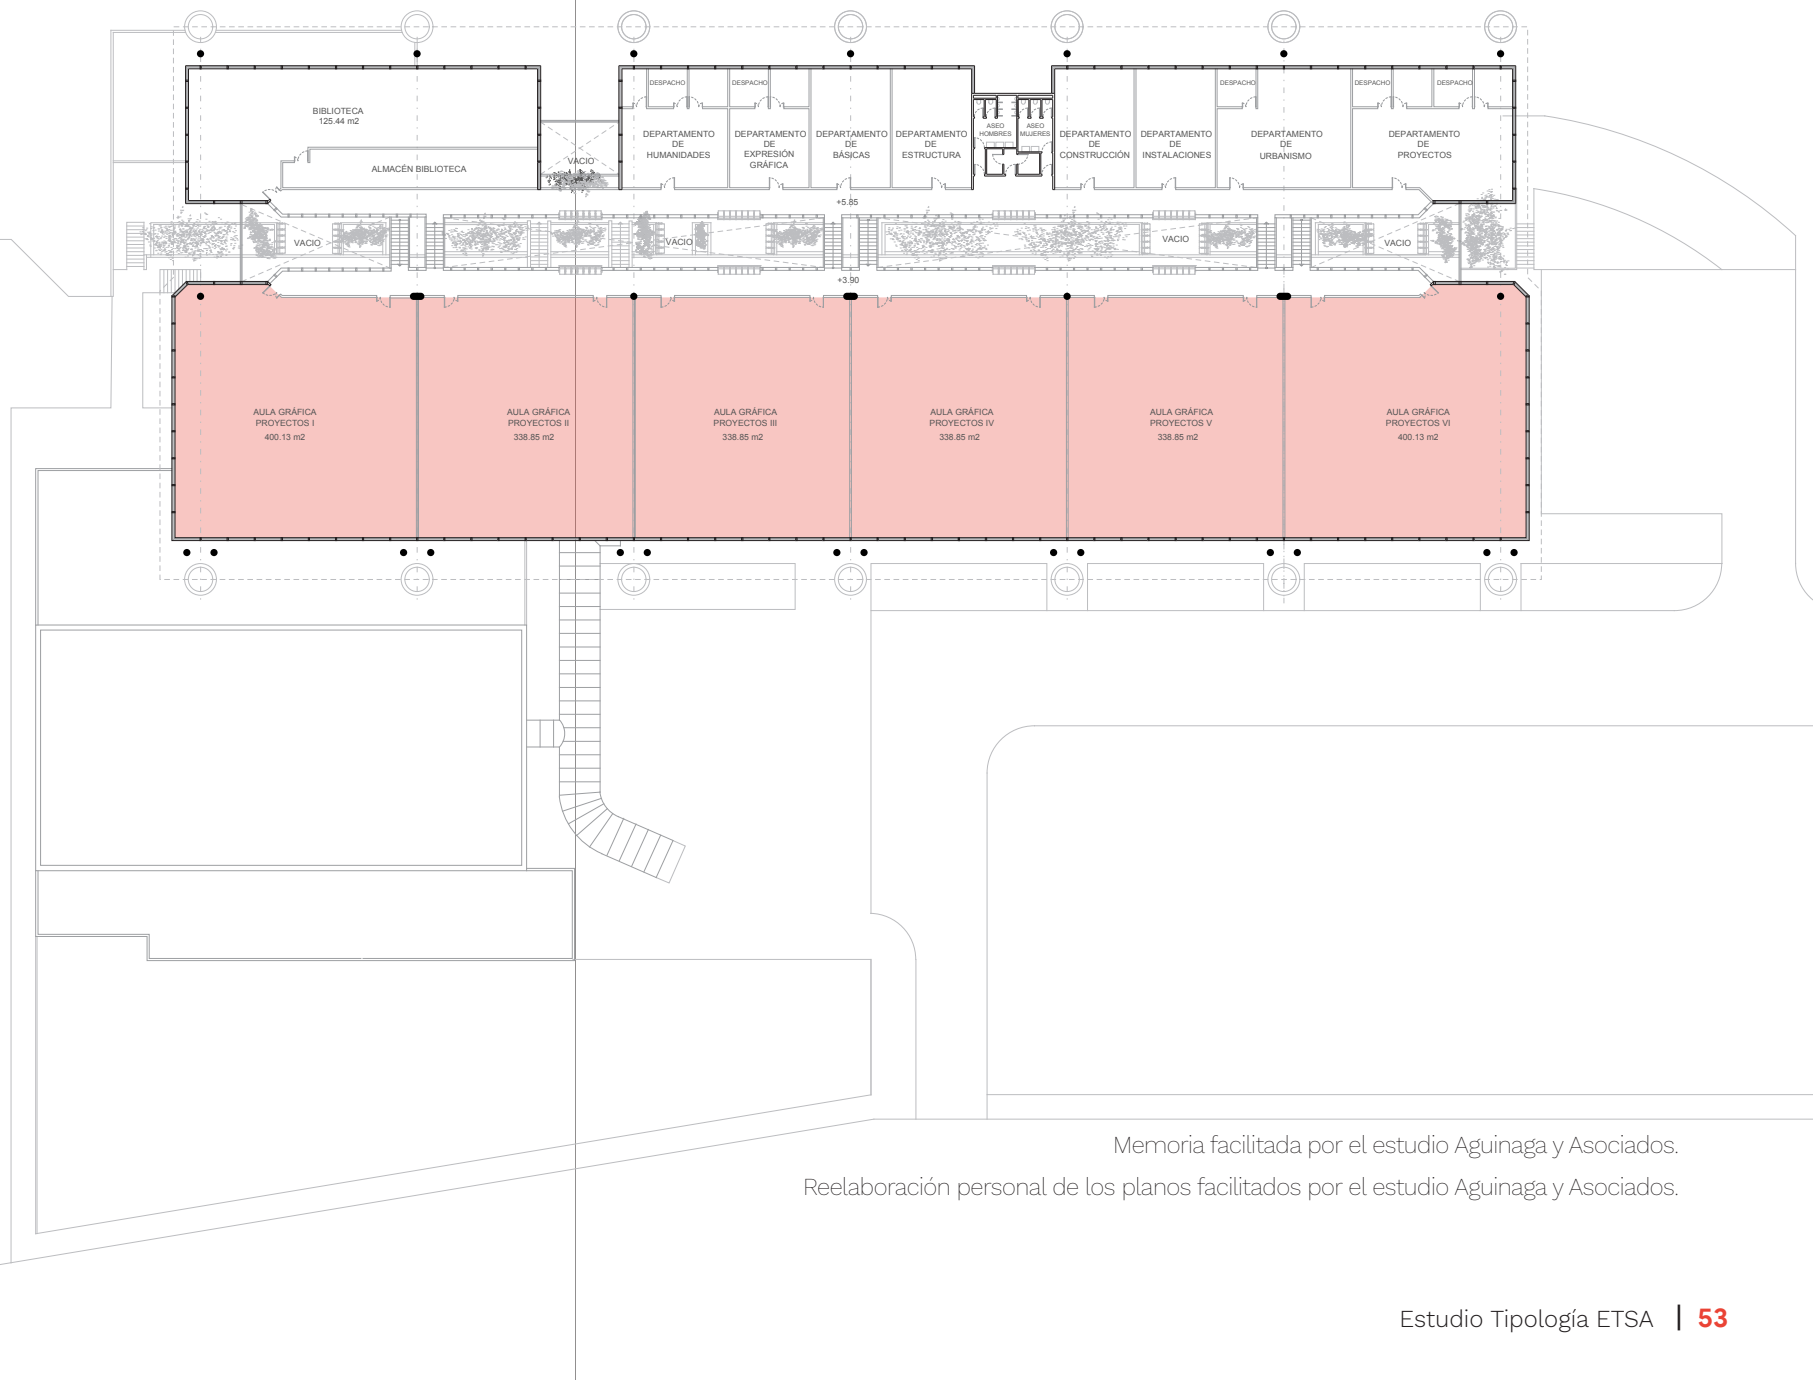 DESPACHO
DESPACHO
DESPACHO
DESPACHO
DESPACHO
BIBLIOTECA
125.44 m2
ALMACÉN BIBLIOTECA
VACIO
DEPARTAMENTO
DE
HUMANIDADES
DEPARTAMENTO
DE
EXPRESIÓN
GRÁFICA
DEPARTAMENTO
DE
BÁSICAS
DEPARTAMENTO
DE
ESTRUCTURA
ASEO
HOMBRES
ASEO
MUJERES
DEPARTAMENTO
DE
CONSTRUCCIÓN
DEPARTAMENTO
DE
INSTALACIONES
DEPARTAMENTO
DE
URBANISMO
DEPARTAMENTO
DE
PROYECTOS
+5.85
VACIO
VACIO
VACIO
VACIO
+3.90
AULA GRÁFICA
PROYECTOS I
400.13 m2
AULA GRÁFICA
PROYECTOS II
338.85 m2
AULA GRÁFICA
PROYECTOS III
338.85 m2
AULA GRÁFICA
PROYECTOS IV
338.85 m2
AULA GRÁFICA
PROYECTOS V
338.85 m2
AULA GRÁFICA
PROYECTOS VI
400.13 m2
Memoria facilitada por el estudio Aguinaga y Asociados.
Reelaboración personal de los planos facilitados por el estudio Aguinaga y Asociados.
Estudio Tipología ETSA | 53